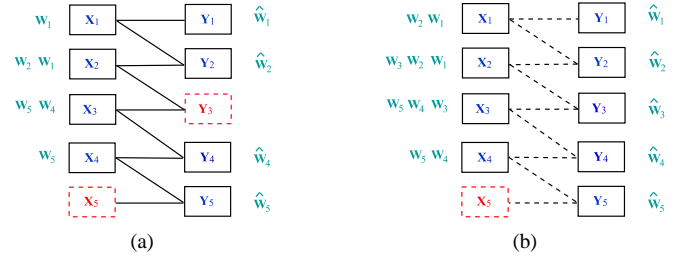 W1 X1 Y1 Ŵ1
W2 W1 X2 Y2 Ŵ2
Y3
W5 W4 X3
Y4 Ŵ4
W5 X4
X5 Y5 Ŵ5
(a)
W2 W1 X1 Y1 Ŵ1
W3 W2 W1 X2 Y2 Ŵ2
W5 W4 W3 X3 Y3 Ŵ3
W5 W4 X4 Y4 Ŵ4
X5 Y5 Ŵ5
(b)